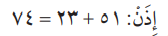 إِذَنْ: ٥١ + ٢٣ = ٧٤